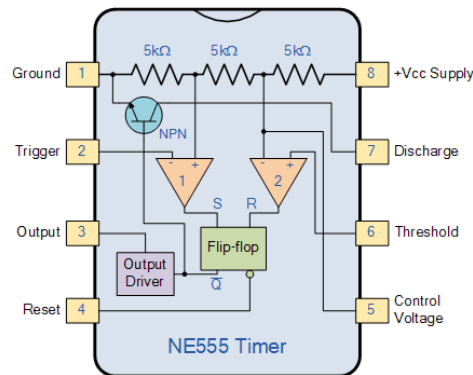 5kΩ 5kΩ 5kΩ
Ground 1 8 +Vcc Supply
NPN
Trigger 2 - + 1 - + 2 7 Discharge
S R
Output 3 Flip-flop 6 Threshold
Output
Driver
Q̅
Reset 4 5 Control
Voltage
NE555 Timer